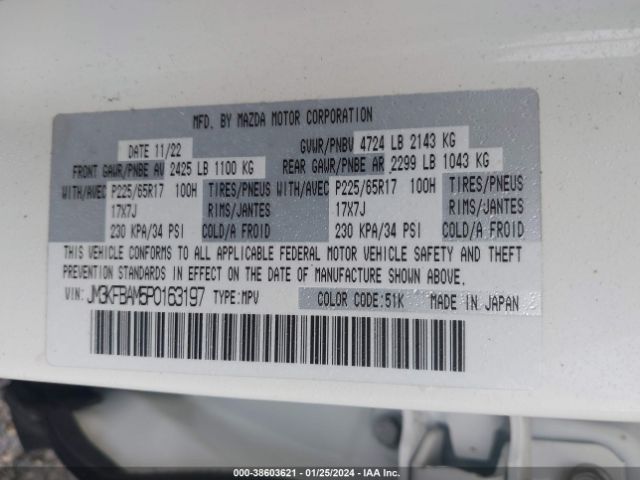 MFD. BY MAZDA MOTOR CORPORATION
DATE 11/22 GVWR/PNBV 4724 LB 2143 KG
FRONT GAWR/PNBE AV 2425 LB 1100 KG REAR GAWR/PNBE AR 2299 LB 1043 KG
WITH/AVEC P225/65R17 100H TIRES/PNEUS WITH/AVEC P225/65R17 100H TIRES/PNEUS
17X7J RIMS/JANTES 17X7J RIMS/JANTES
230 KPA/34 PSI COLD/A FROID 230 KPA/34 PSI COLD/A FROID
THIS VEHICLE CONFORMS TO ALL APPLICABLE FEDERAL MOTOR VEHICLE SAFETY AND THEFT
PREVENTION STANDARDS IN EFFECT ON THE DATE OF MANUFACTURE SHOWN ABOVE.
VIN: JM3KFBAM5P0163197 TYPE:MPV COLOR CODE:51K MADE IN JAPAN
000-38603621 - 01/25/2024 - IAA Inc.